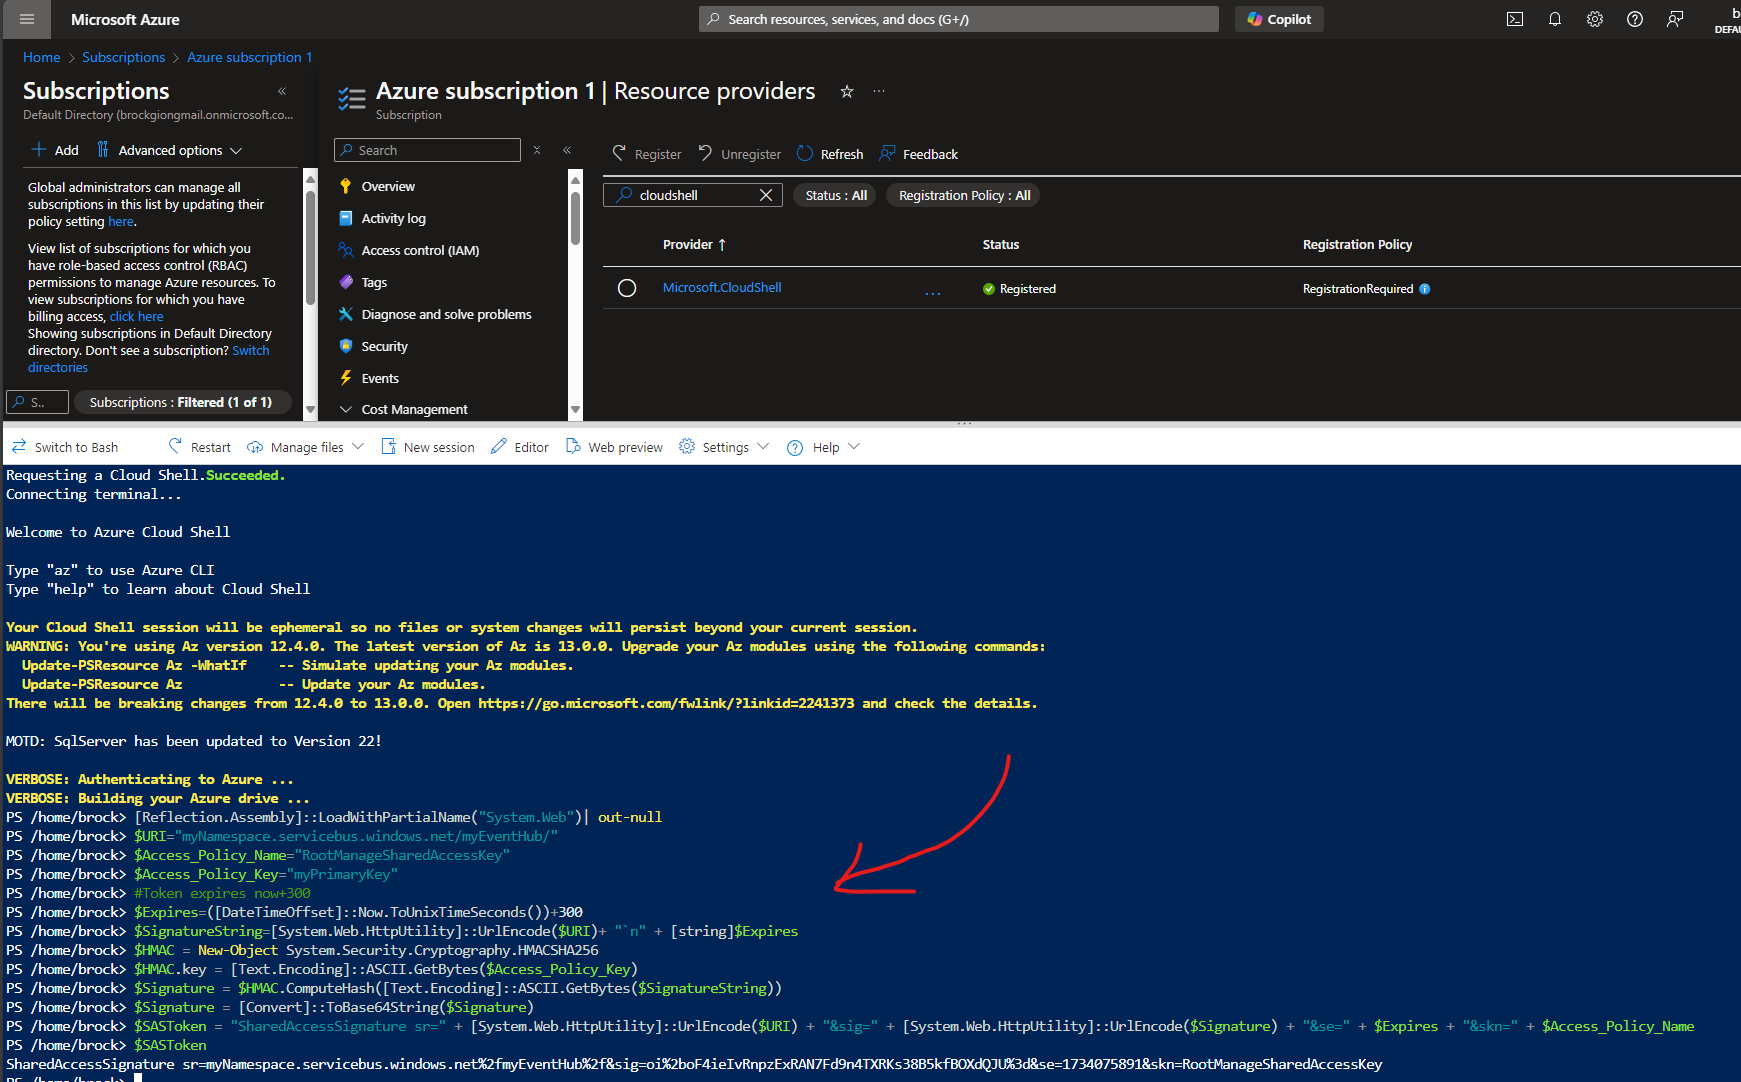 Microsoft Azure
Search resources, services, and docs (G+/)
Copilot
b
DEFAU
Home > Subscriptions > Azure subscription 1
Subscriptions
Default Directory (brockgiongmail.onmicrosoft.co...
Add
Advanced options
Global administrators can manage all
subscriptions in this list by updating their
policy setting here.
View list of subscriptions for which you
have role-based access control (RBAC)
permissions to manage Azure resources. To
view subscriptions for which you have
billing access, click here
Showing subscriptions in Default Directory
directory. Don't see a subscription? Switch
directories
S..
Subscriptions : Filtered (1 of 1)
Azure subscription 1 | Resource providers
Subscription
Search
Overview
Activity log
Access control (IAM)
Tags
Diagnose and solve problems
Security
Events
Cost Management
Register
Unregister
Refresh
Feedback
cloudshell
Status : All
Registration Policy : All
Provider ↑
Status
Registration Policy
Microsoft.CloudShell
...
Registered
RegistrationRequired
Switch to Bash
Restart
Manage files
New session
Editor
Web preview
Settings
Help
Requesting a Cloud Shell.Succeeded.
Connecting terminal...
Welcome to Azure Cloud Shell
Type "az" to use Azure CLI
Type "help" to learn about Cloud Shell
Your Cloud Shell session will be ephemeral so no files or system changes will persist beyond your current session.
WARNING: You're using Az version 12.4.0. The latest version of Az is 13.0.0. Upgrade your Az modules using the following commands:
Update-PSResource Az -WhatIf    -- Simulate updating your Az modules.
Update-PSResource Az            -- Update your Az modules.
There will be breaking changes from 12.4.0 to 13.0.0. Open https://go.microsoft.com/fwlink/?linkid=2241373 and check the details.
MOTD: SqlServer has been updated to Version 22!
VERBOSE: Authenticating to Azure ...
VERBOSE: Building your Azure drive ...
PS /home/brock> [Reflection.Assembly]::LoadWithPartialName("System.Web")| out-null
PS /home/brock> $URI="myNamespace.servicebus.windows.net/myEventHub/"
PS /home/brock> $Access_Policy_Name="RootManageSharedAccessKey"
PS /home/brock> $Access_Policy_Key="myPrimaryKey"
PS /home/brock> #Token expires now+300
PS /home/brock> $Expires=([DateTimeOffset]::Now.ToUnixTimeSeconds())+300
PS /home/brock> $SignatureString=[System.Web.HttpUtility]::UrlEncode($URI)+ "`n" + [string]$Expires
PS /home/brock> $HMAC = New-Object System.Security.Cryptography.HMACSHA256
PS /home/brock> $HMAC.key = [Text.Encoding]::ASCII.GetBytes($Access_Policy_Key)
PS /home/brock> $Signature = $HMAC.ComputeHash([Text.Encoding]::ASCII.GetBytes($SignatureString))
PS /home/brock> $Signature = [Convert]::ToBase64String($Signature)
PS /home/brock> $SASToken = "SharedAccessSignature sr=" + [System.Web.HttpUtility]::UrlEncode($URI) + "&sig=" + [System.Web.HttpUtility]::UrlEncode($Signature) + "&se=" + $Expires + "&skn=" + $Access_Policy_Name
PS /home/brock> $SASToken
SharedAccessSignature sr=myNamespace.servicebus.windows.net%2fmyEventHub%2f&sig=oi%2boF4ieIvRnpzExRAN7Fd9n4TXRKs38B5kfBOXdQJU%3d&se=1734075891&skn=RootManageSharedAccessKey
PS /home/brock>